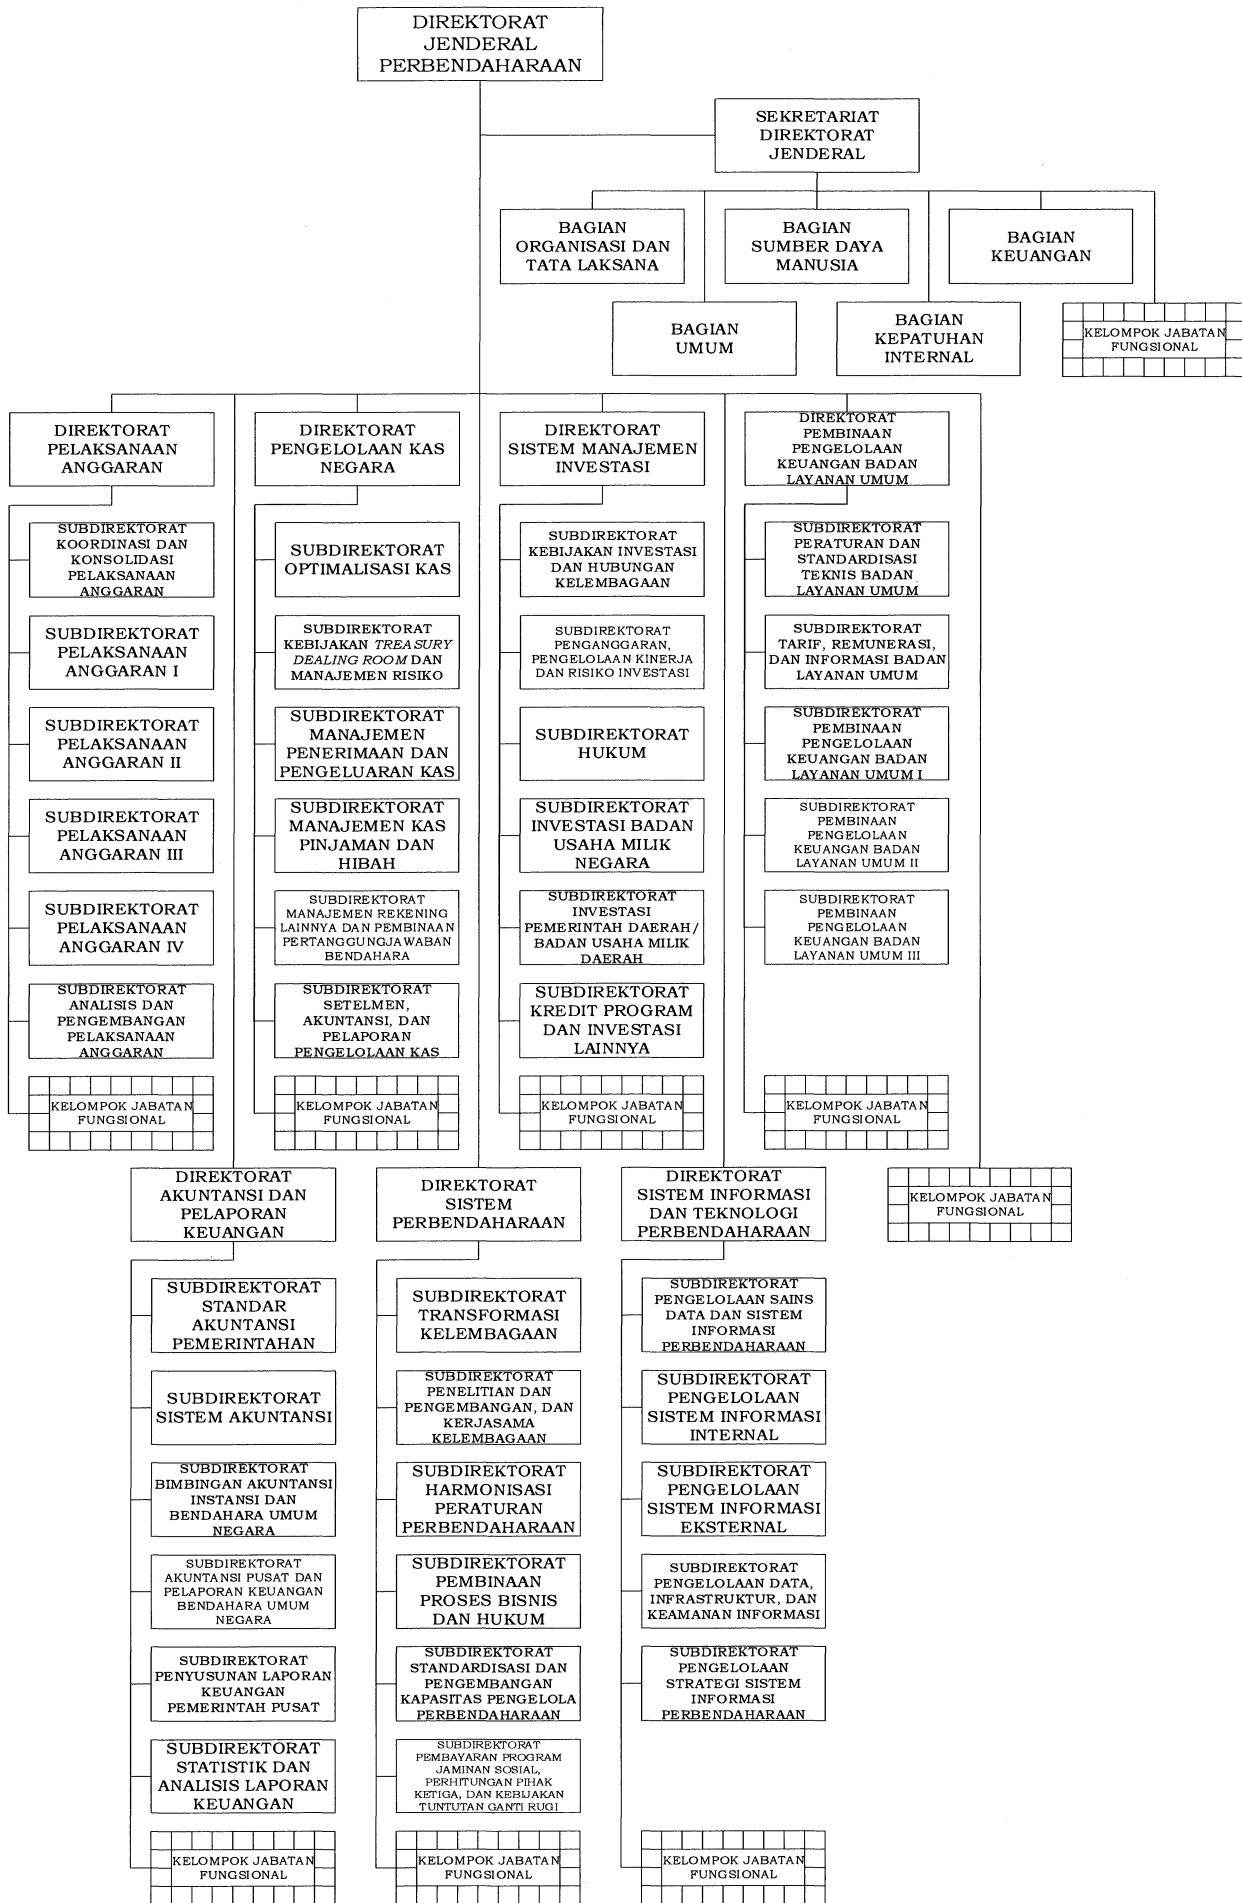 DIREKTORAT
JENDERAL
PERBENDAHARAAN
SEKRETARIAT
DIREKTORAT
JENDERAL
BAGIAN
ORGANISASI DAN
TATA LAKSANA
BAGIAN
SUMBER DAYA
MANUSIA
BAGIAN
KEUANGAN
BAGIAN
UMUM
BAGIAN
KEPATUHAN
INTERNAL
KELOMPOK JABATAN
FUNGSIONAL
DIREKTORAT
PELAKSANAAN
ANGGARAN
SUBDIREKTORAT
KOORDINASI DAN
KONSOLIDASI
PELAKSANAAN
ANGGARAN
SUBDIREKTORAT
PELAKSANAAN
ANGGARAN I
SUBDIREKTORAT
PELAKSANAAN
ANGGARAN II
SUBDIREKTORAT
PELAKSANAAN
ANGGARAN III
SUBDIREKTORAT
PELAKSANAAN
ANGGARAN IV
SUBDIREKTORAT
ANALISIS DAN
PENGEMBANGAN
PELAKSANAAN
ANGGARAN
KELOMPOK JABATAN
FUNGSIONAL
DIREKTORAT
PENGELOLAAN KAS
NEGARA
SUBDIREKTORAT
OPTIMALISASI KAS
SUBDIREKTORAT
KEBIJAKAN TREASURY
DEALING ROOM DAN
MANAJEMEN RISIKO
SUBDIREKTORAT
MANAJEMEN
PENERIMAAN DAN
PENGELUARAN KAS
SUBDIREKTORAT
MANAJEMEN KAS
PINJAMAN DAN
HIBAH
SUBDIREKTORAT
MANAJEMEN REKENING
LAINNYA DAN PEMBINAAN
PERTANGGUNGJAWABAN
BENDAHARA
SUBDIREKTORAT
SETELMEN,
AKUNTANSI, DAN
PELAPORAN
PENGELOLAAN KAS
KELOMPOK JABATAN
FUNGSIONAL
DIREKTORAT
SISTEM MANAJEMEN
INVESTASI
SUBDIREKTORAT
KEBIJAKAN INVESTASI
DAN HUBUNGAN
KELEMBAGAAN
SUBDIREKTORAT
PENGANGGARAN,
PENGELOLAAN KINERJA
DAN RISIKO INVESTASI
SUBDIREKTORAT
HUKUM
SUBDIREKTORAT
INVESTASI BADAN
USAHA MILIK
NEGARA
SUBDIREKTORAT
INVESTASI
PEMERINTAH DAERAH/
BADAN USAHA MILIK
DAERAH
SUBDIREKTORAT
KREDIT PROGRAM
DAN INVESTASI
LAINNYA
KELOMPOK JABATAN
FUNGSIONAL
DIREKTORAT
PEMBINAAN
PENGELOLAAN
KEUANGAN BADAN
LAYANAN UMUM
SUBDIREKTORAT
PERATURAN DAN
STANDARDISASI
TEKNIS BADAN
LAYANAN UMUM
SUBDIREKTORAT
TARIF, REMUNERASI,
DAN INFORMASI BADAN
LAYANAN UMUM
SUBDIREKTORAT
PEMBINAAN
PENGELOLAAN
KEUANGAN BADAN
LAYANAN UMUM I
SUBDIREKTORAT
PEMBINAAN
PENGELOLAAN
KEUANGAN BADAN
LAYANAN UMUM II
SUBDIREKTORAT
PEMBINAAN
PENGELOLAAN
KEUANGAN BADAN
LAYANAN UMUM III
KELOMPOK JABATAN
FUNGSIONAL
DIREKTORAT
AKUNTANSI DAN
PELAPORAN
KEUANGAN
SUBDIREKTORAT
STANDAR
AKUNTANSI
PEMERINTAHAN
SUBDIREKTORAT
SISTEM AKUNTANSI
SUBDIREKTORAT
BIMBINGAN AKUNTANSI
INSTANSI DAN
BENDAHARA UMUM
NEGARA
SUBDIREKTORAT
AKUNTANSI PUSAT DAN
PELAPORAN KEUANGAN
BENDAHARA UMUM
NEGARA
SUBDIREKTORAT
PENYUSUNAN LAPORAN
KEUANGAN
PEMERINTAH PUSAT
SUBDIREKTORAT
STATISTIK DAN
ANALISIS LAPORAN
KEUANGAN
KELOMPOK JABATAN
FUNGSIONAL
DIREKTORAT
SISTEM
PERBENDAHARAAN
SUBDIREKTORAT
TRANSFORMASI
KELEMBAGAAN
SUBDIREKTORAT
PENELITIAN DAN
PENGEMBANGAN, DAN
KERJASAMA
KELEMBAGAAN
SUBDIREKTORAT
HARMONISASI
PERATURAN
PERBENDAHARAAN
SUBDIREKTORAT
PEMBINAAN
PROSES BISNIS
DAN HUKUM
SUBDIREKTORAT
STANDARDISASI DAN
PENGEMBANGAN
KAPASITAS PENGELOLA
PERBENDAHARAAN
SUBDIREKTORAT
PEMBAYARAN PROGRAM
JAMINAN SOSIAL,
PERHITUNGAN PIHAK
KETIGA, DAN KEBIJAKAN
TUNTUTAN GANTI RUGI
KELOMPOK JABATAN
FUNGSIONAL
DIREKTORAT
SISTEM INFORMASI
DAN TEKNOLOGI
PERBENDAHARAAN
SUBDIREKTORAT
PENGELOLAAN SAINS
DATA DAN SISTEM
INFORMASI
PERBENDAHARAAN
SUBDIREKTORAT
PENGELOLAAN
SISTEM INFORMASI
INTERNAL
SUBDIREKTORAT
PENGELOLAAN
SISTEM INFORMASI
EKSTERNAL
SUBDIREKTORAT
PENGELOLAAN DATA,
INFRASTRUKTUR, DAN
KEAMANAN INFORMASI
SUBDIREKTORAT
PENGELOLAAN
STRATEGI SISTEM
INFORMASI
PERBENDAHARAAN
KELOMPOK JABATAN
FUNGSIONAL
KELOMPOK JABATAN
FUNGSIONAL